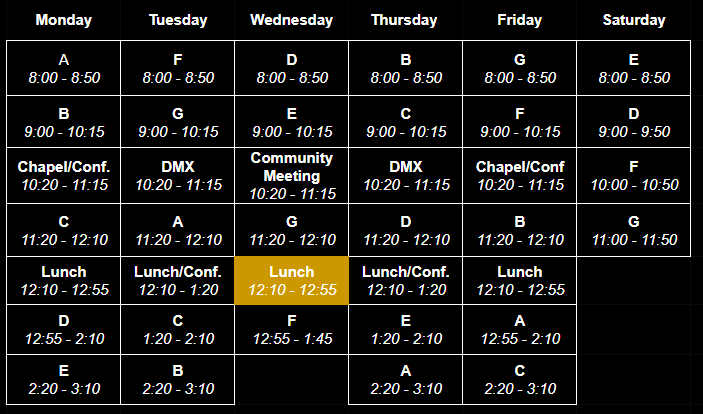 Monday Tuesday Wednesday Thursday Friday Saturday
A F D B G E
8:00 - 8:50 8:00 - 8:50 8:00 - 8:50 8:00 - 8:50 8:00 - 8:50 8:00 - 8:50
B G E C F D
9:00 - 10:15 9:00 - 10:15 9:00 - 10:15 9:00 - 10:15 9:00 - 10:15 9:00 - 9:50
Chapel/Conf. DMX Community Meeting DMX Chapel/Conf F
10:20 - 11:15 10:20 - 11:15 10:20 - 11:15 10:20 - 11:15 10:20 - 11:15 10:00 - 10:50
C A G D B G
11:20 - 12:10 11:20 - 12:10 11:20 - 12:10 11:20 - 12:10 11:20 - 12:10 11:00 - 11:50
Lunch Lunch/Conf. Lunch Lunch/Conf. Lunch
12:10 - 12:55 12:10 - 1:20 12:10 - 12:55 12:10 - 1:20 12:10 - 12:55
D C F E A
12:55 - 2:10 1:20 - 2:10 12:55 - 1:45 1:20 - 2:10 12:55 - 2:10
E B A C
2:20 - 3:10 2:20 - 3:10 2:20 - 3:10 2:20 - 3:10